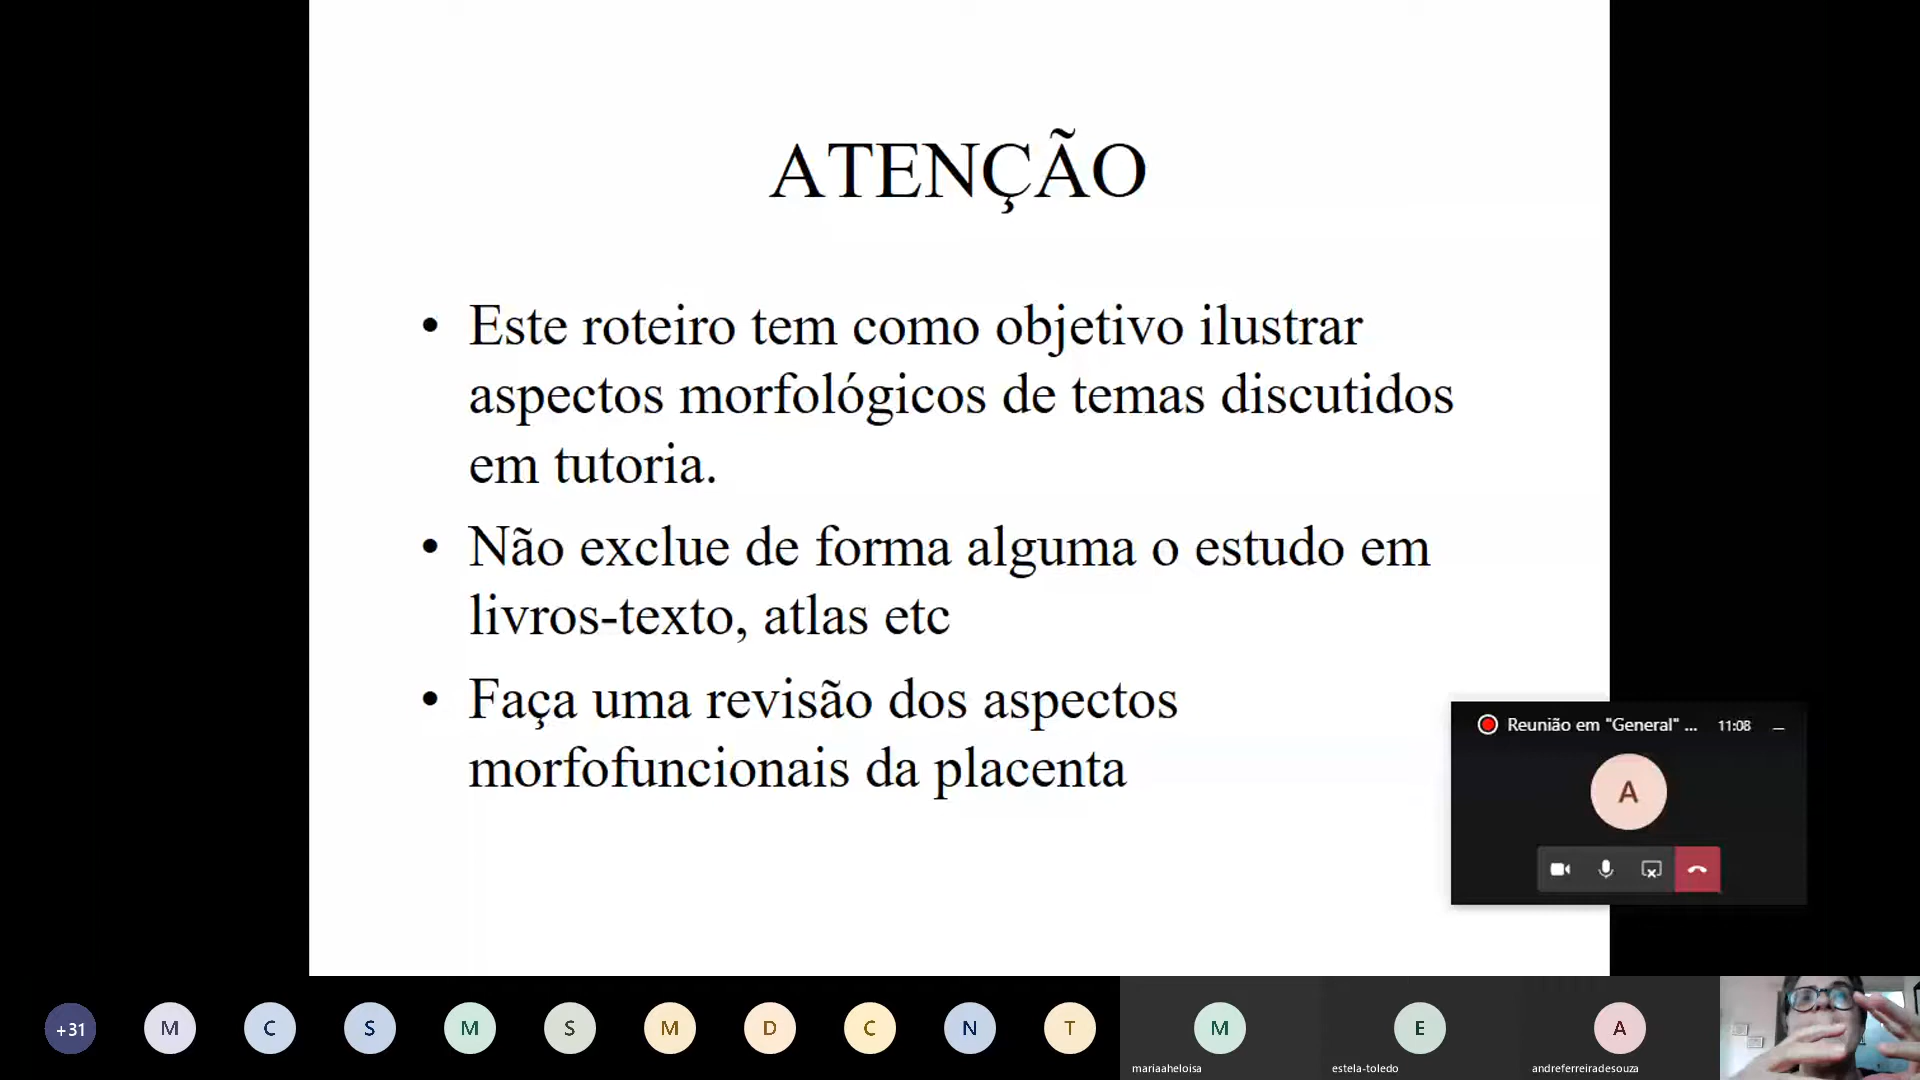 ATENÇÃO
• Este roteiro tem como objetivo ilustrar
aspectos morfológicos de temas discutidos
em tutoria.
• Não exclue de forma alguma o estudo em
livros-texto, atlas etc
• Faça uma revisão dos aspectos
morfofuncionais da placenta
Reunião em "General" ... 11:08
A
+31 M C S M S M D C N T M E A
mariaaheloisa estela-toledo andreferreiradesouza